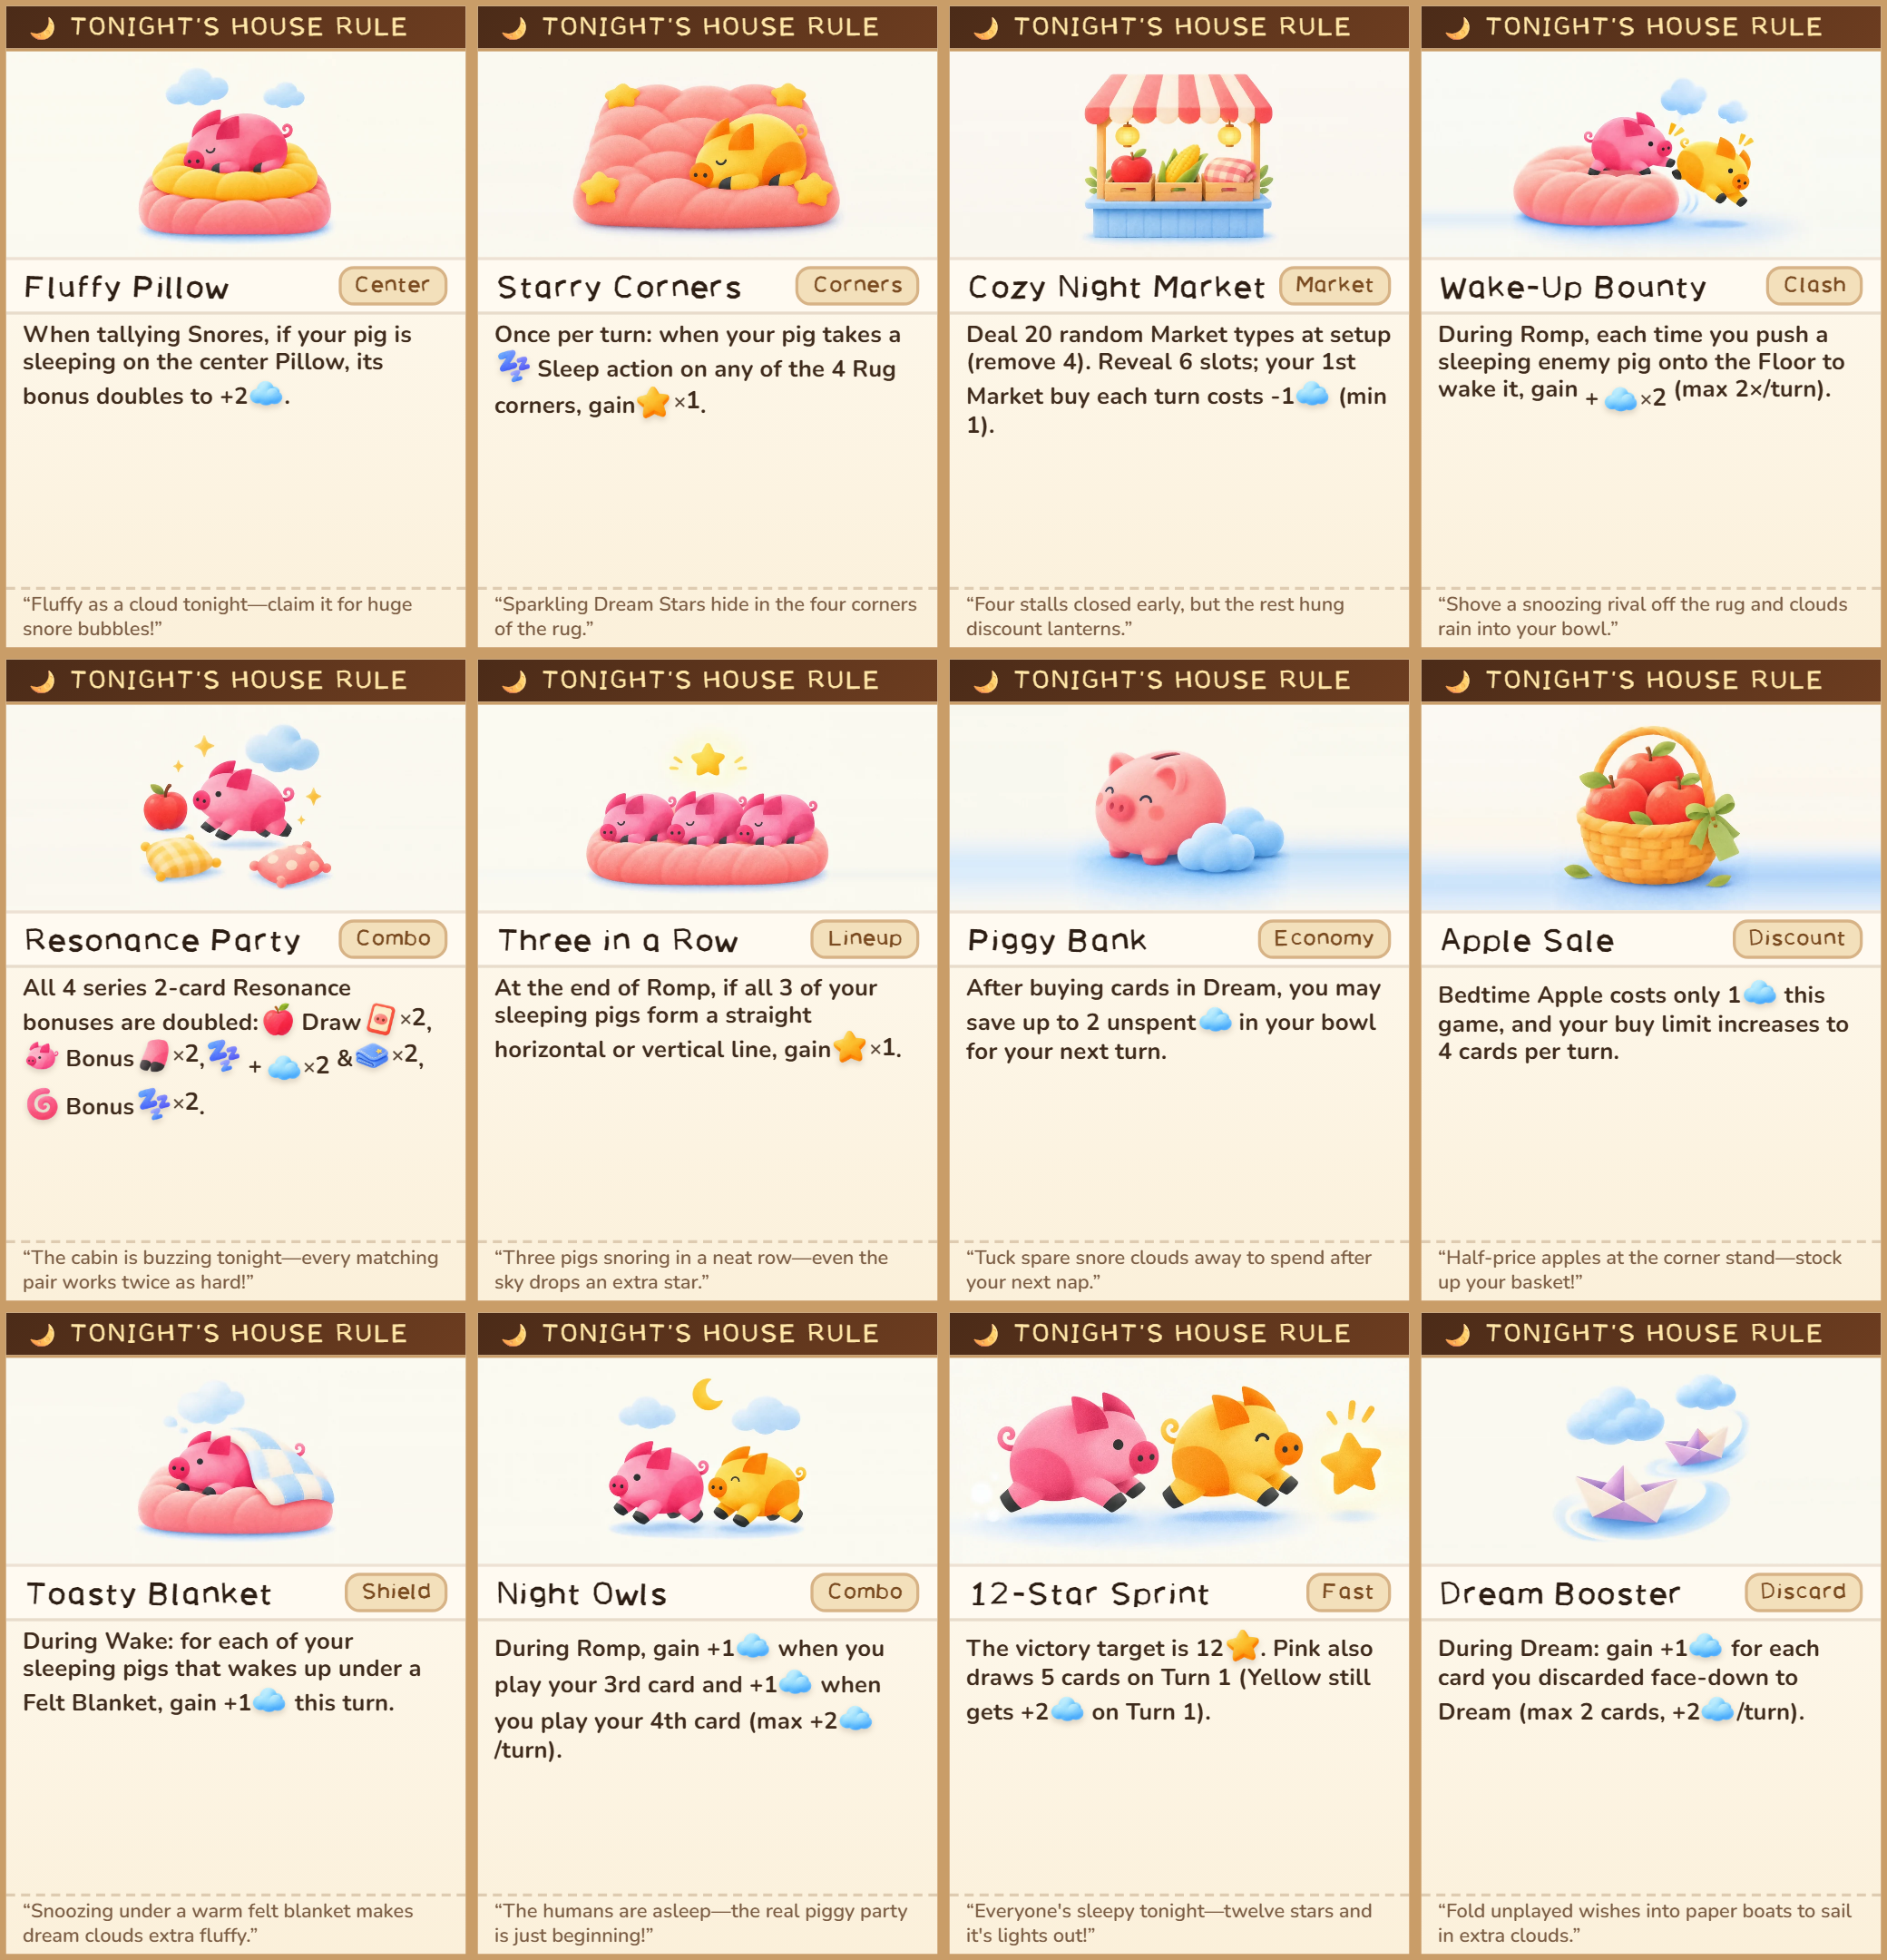 TONIGHT'S HOUSE RULE
Fluffy Pillow
Center
When tallying Snores, if your pig is
sleeping on the center Pillow, its
bonus doubles to +2.
“Fluffy as a cloud tonight—claim it for huge
snore bubbles!”
TONIGHT'S HOUSE RULE
Starry Corners
Corners
Once per turn: when your pig takes a
Sleep action on any of the 4 Rug
corners, gain ×1.
“Sparkling Dream Stars hide in the four corners
of the rug.”
TONIGHT'S HOUSE RULE
Cozy Night Market
Market
Deal 20 random Market types at setup
(remove 4). Reveal 6 slots; your 1st
Market buy each turn costs -1 (min
1).
“Four stalls closed early, but the rest hung
discount lanterns.”
TONIGHT'S HOUSE RULE
Wake-Up Bounty
Clash
During Romp, each time you push a
sleeping enemy pig onto the Floor to
wake it, gain + ×2 (max 2×/turn).
“Shove a snoozing rival off the rug and clouds
rain into your bowl.”
TONIGHT'S HOUSE RULE
Resonance Party
Combo
All 4 series 2-card Resonance
bonuses are doubled: Draw ×2,
Bonus ×2, + ×2 & ×2,
Bonus ×2.
“The cabin is buzzing tonight—every matching
pair works twice as hard!”
TONIGHT'S HOUSE RULE
Three in a Row
Lineup
At the end of Romp, if all 3 of your
sleeping pigs form a straight
horizontal or vertical line, gain ×1.
“Three pigs snoring in a neat row—even the
sky drops an extra star.”
TONIGHT'S HOUSE RULE
Piggy Bank
Economy
After buying cards in Dream, you may
save up to 2 unspent in your bowl
for your next turn.
“Tuck spare snore clouds away to spend after
your next nap.”
TONIGHT'S HOUSE RULE
Apple Sale
Discount
Bedtime Apple costs only 1 this
game, and your buy limit increases to
4 cards per turn.
“Half-price apples at the corner stand—stock
up your basket!”
TONIGHT'S HOUSE RULE
Toasty Blanket
Shield
During Wake: for each of your
sleeping pigs that wakes up under a
Felt Blanket, gain +1 this turn.
“Snoozing under a warm felt blanket makes
dream clouds extra fluffy.”
TONIGHT'S HOUSE RULE
Night Owls
Combo
During Romp, gain +1 when you
play your 3rd card and +1 when
you play your 4th card (max +2
/turn).
“The humans are asleep—the real piggy party
is just beginning!”
TONIGHT'S HOUSE RULE
12-Star Sprint
Fast
The victory target is 12. Pink also
draws 5 cards on Turn 1 (Yellow still
gets +2 on Turn 1).
“Everyone's sleepy tonight—twelve stars and
it's lights out!”
TONIGHT'S HOUSE RULE
Dream Booster
Discard
During Dream: gain +1 for each
card you discarded face-down to
Dream (max 2 cards, +2/turn).
“Fold unplayed wishes into paper boats to sail
in extra clouds.”